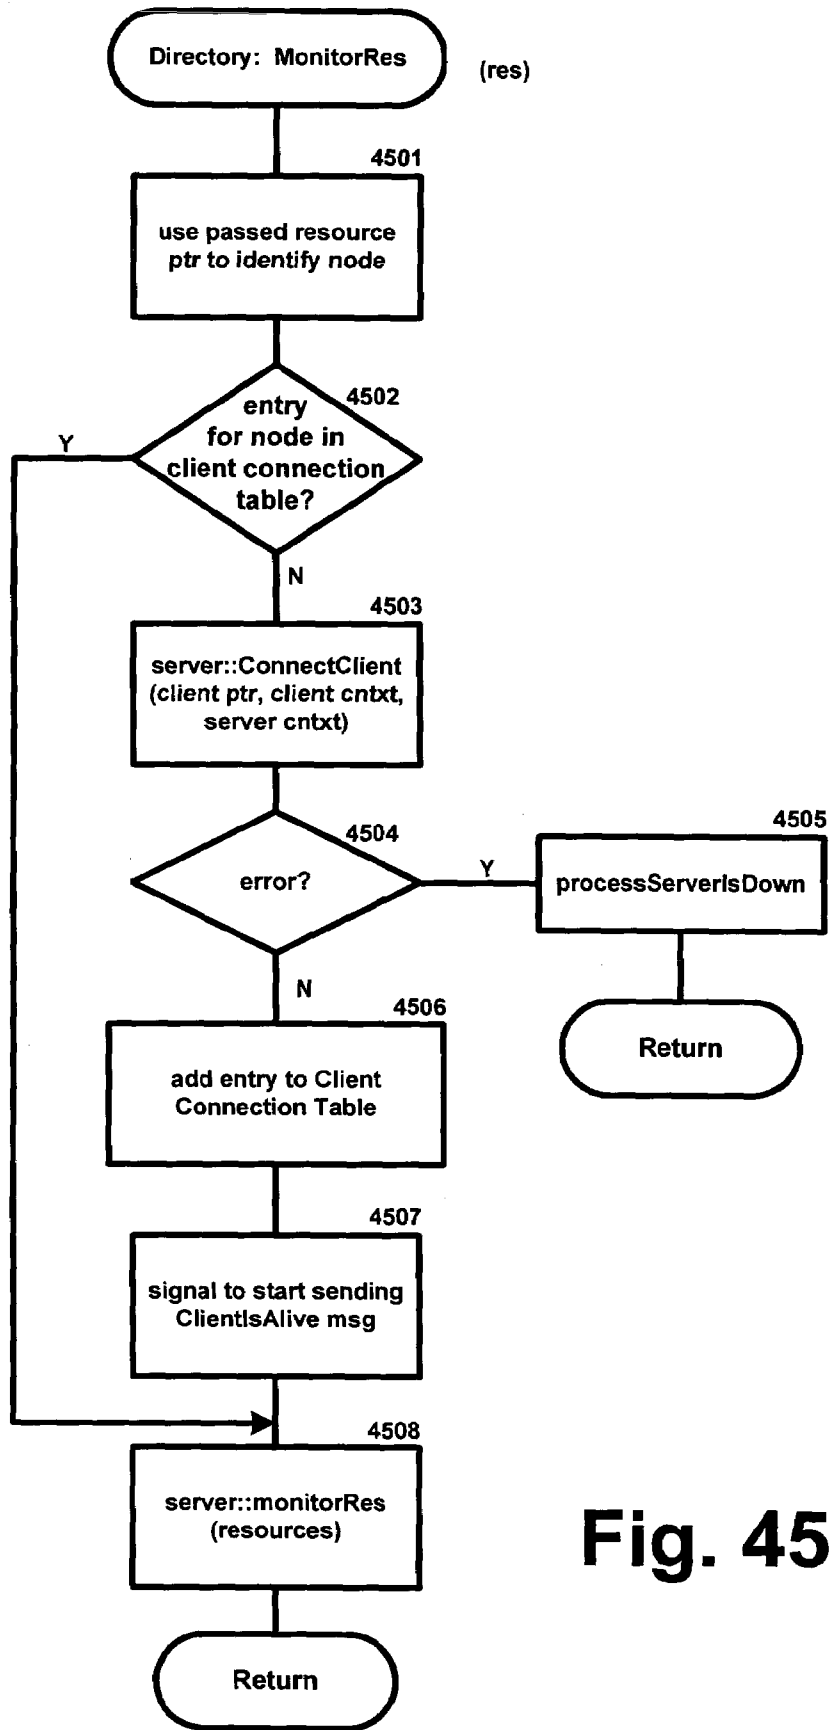 Directory: MonitorRes
(res)
4501
use passed resource
ptr to identify node
4502
entry
for node in
client connection
table?
Y
N
4503
server::ConnectClient
(client ptr, client cntxt,
server cntxt)
4504
error?
Y
4505
processServerIsDown
Return
N
4506
add entry to Client
Connection Table
4507
signal to start sending
ClientIsAlive msg
4508
server::monitorRes
(resources)
Return
Fig. 45